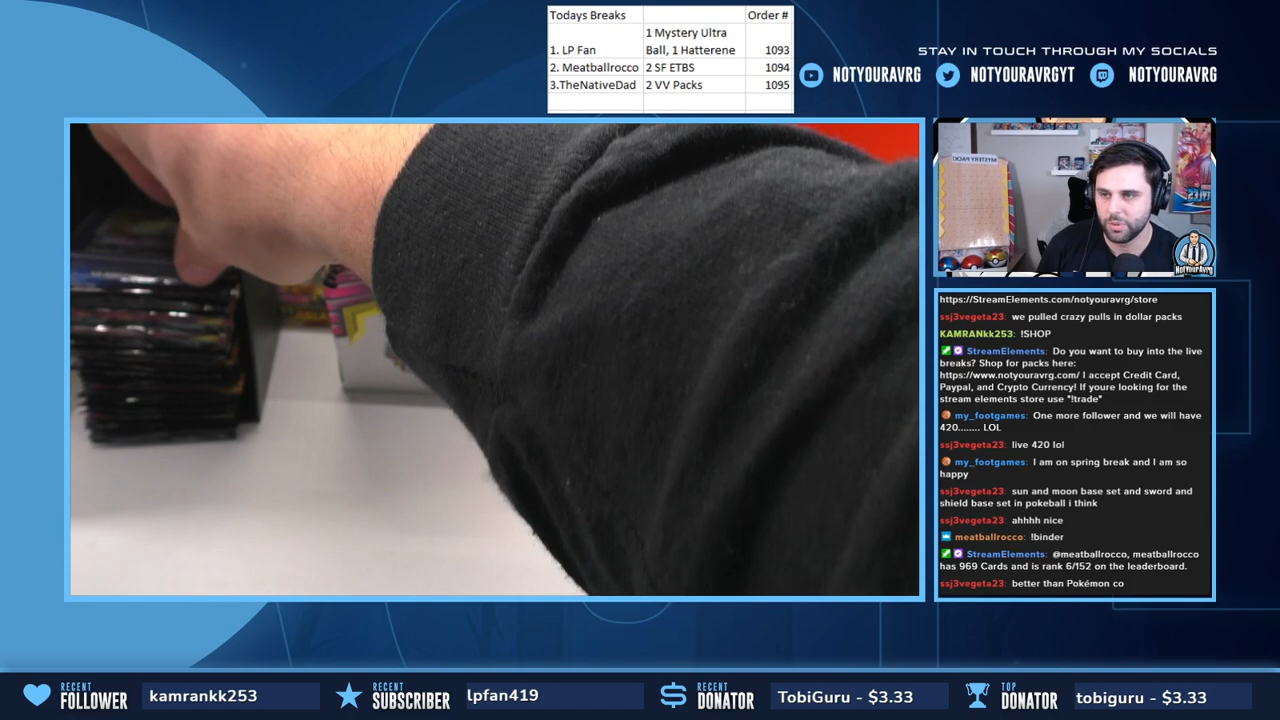 Todays Breaks Order #
1 Mystery Ultra
1. LP Fan Ball, 1 Hatterene 1093
2. Meatballrocco 2 SF ETBS 1094
3.TheNativeDad 2 VV Packs 1095
STAY IN TOUCH THROUGH MY SOCIALS
NOTYOURAVRG NOTYOURAVRGYT NOTYOURAVRG
MYSTERY PACK
NotYourAvrg
https://StreamElements.com/notyouravrg/store
ssj3vegeta23: we pulled crazy pulls in dollar packs
KAMRANkk253: !SHOP
StreamElements: Do you want to buy into the live
breaks? Shop for packs here:
https://www.notyouravrg.com/ I accept Credit Card,
Paypal, and Crypto Currency! If youre looking for the
stream elements store use "!trade"
my_footgames: One more follower and we will have
420........ LOL
ssj3vegeta23: live 420 lol
my_footgames: I am on spring break and I am so
happy
ssj3vegeta23: sun and moon base set and sword and
shield base set in pokeball i think
ssj3vegeta23: ahhhh nice
meatballrocco: !binder
StreamElements: @meatballrocco, meatballrocco
has 969 Cards and is rank 6/152 on the leaderboard.
ssj3vegeta23: better than Pokémon co
RECENT FOLLOWER kamrankk253 RECENT SUBSCRIBER lpfan419 RECENT DONATOR TobiGuru - $3.33 TOP DONATOR tobiguru - $3.33